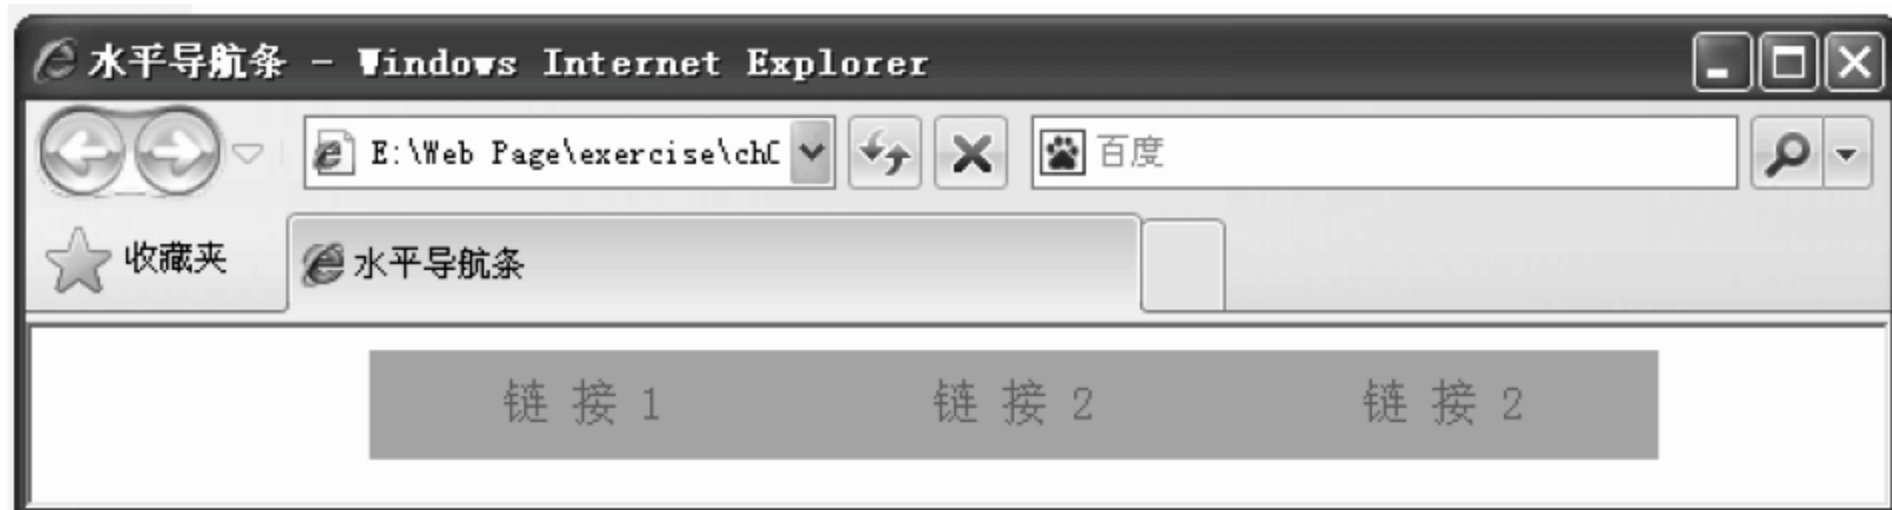 水平导航条 - Windows Internet Explorer
E:\Web Page\exercise\ch 百度
收藏夹 水平导航条
链 接 1 链 接 2 链 接 2